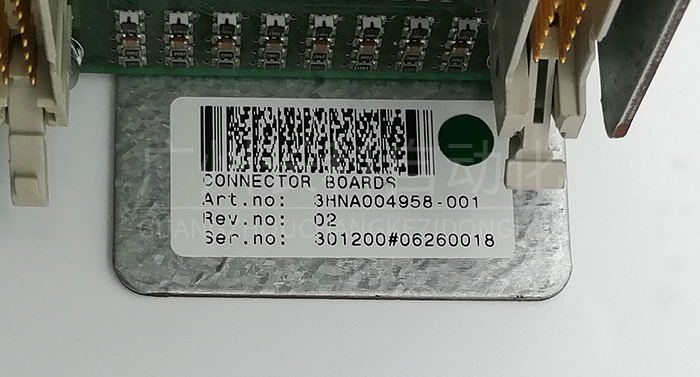 CONNECTOR BOARDS
Art.no: 3HNA004958-001
Rev.no: 02
Ser.no: 301200#06260018